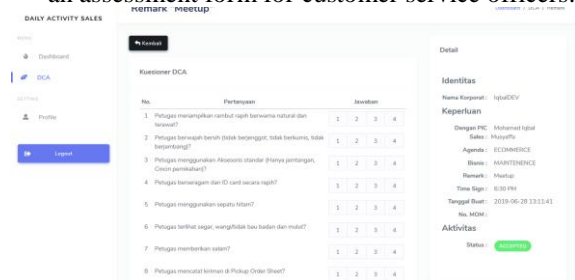 an assessment form for customer service officers.
DAILY ACTIVITY SALES
Remark "Meetup"
Dashboard / DCA / Remark
MENU
Dashboard
DCA
SETTING
Profile
Logout
Kembali
Kuesioner DCA
No. Pertanyaan Jawaban
1 Petugas menampilkan rambut rapih berwarna natural dan terawat? 1 2 3 4
2 Petugas berwajah bersih (tidak berjenggot, tidak berkumis, tidak berjambang)? 1 2 3 4
3 Petugas menggunakan Aksesoris standar (Hanya jamtangan, Cincin pernikahan)? 1 2 3 4
4 Petugas berseragam dan ID card secara rapih? 1 2 3 4
5 Petugas menggunakan sepatu hitam? 1 2 3 4
6 Petugas terlihat segar, wangi/tidak bau badan dan mulut? 1 2 3 4
7 Petugas memberikan salam? 1 2 3 4
8 Petugas mencatat kiriman di Pickup Order Sheet? 1 2 3 4
Detail
Identitas
Nama Korporat : IqbalDEV
Keperluan
Dengan PIC Sales : Mohamad Iqbal Musyaffa
Agenda : ECOMMERCE
Bisnis : MAINTENENCE
Remark : Meetup
Time Sign : 6:30 PM
Tanggal Buat : 2019-06-28 13:11:41
No. MOM :
Aktivitas
Status : ACCEPTED